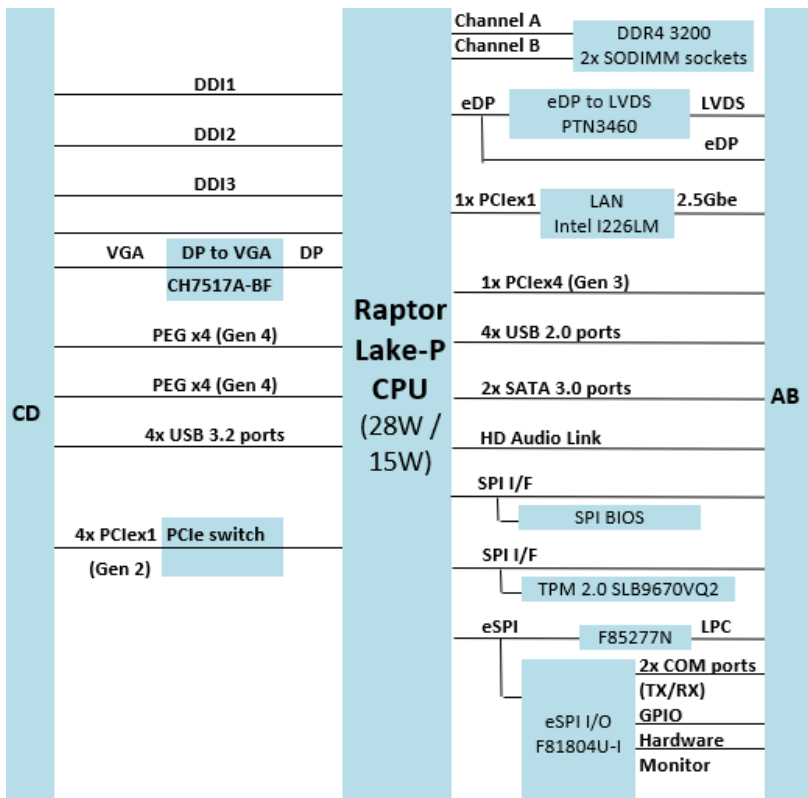 CD
DDI1
DDI2
DDI3
VGA
DP to VGA
DP
CH7517A-BF
PEG x4 (Gen 4)
PEG x4 (Gen 4)
4x USB 3.2 ports
4x PCIex1
PCIe switch
(Gen 2)
Raptor
Lake-P
CPU
(28W /
15W)
Channel A
Channel B
DDR4 3200
2x SODIMM sockets
eDP
eDP to LVDS
PTN3460
LVDS
eDP
1x PCIex1
LAN
Intel I226LM
2.5Gbe
1x PCIex4 (Gen 3)
4x USB 2.0 ports
2x SATA 3.0 ports
HD Audio Link
SPI I/F
SPI BIOS
SPI I/F
TPM 2.0 SLB9670VQ2
eSPI
F85277N
LPC
eSPI I/O
F81804U-I
2x COM ports
(TX/RX)
GPIO
Hardware
Monitor
AB